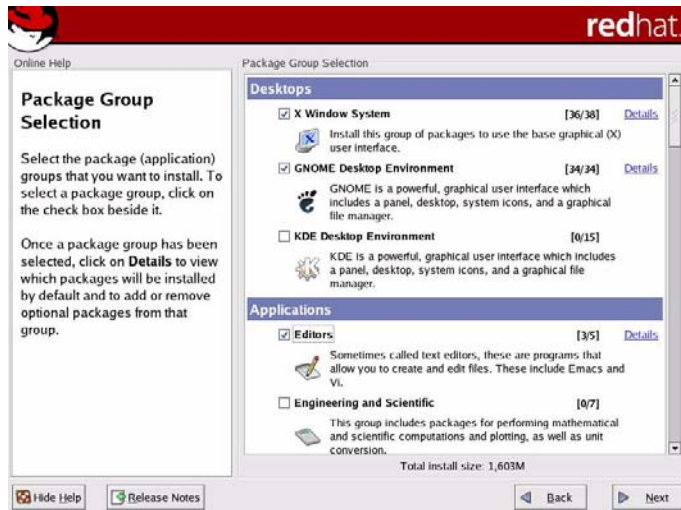 redhat.
Online Help
Package Group
Selection
Select the package (application)
groups that you want to install. To
select a package group, click on
the check box beside it.
Once a package group has been
selected, click on Details to view
which packages will be installed
by default and to add or remove
optional packages from that
group.
Package Group Selection
Desktops
X Window System [36/38] Details
Install this group of packages to use the base graphical (X)
user interface.
GNOME Desktop Environment [34/34] Details
GNOME is a powerful, graphical user interface which
includes a panel, desktop, system icons, and a graphical
file manager.
KDE Desktop Environment [0/15]
KDE is a powerful, graphical user interface which includes
a panel, desktop, system icons, and a graphical file
manager.
Applications
Editors [3/5] Details
Sometimes called text editors, these are programs that
allow you to create and edit files. These include Emacs and
Vi.
Engineering and Scientific [0/7]
This group includes packages for performing mathematical
and scientific computations and plotting, as well as unit
conversion.
Total install size: 1,603M
Hide Help Release Notes Back Next